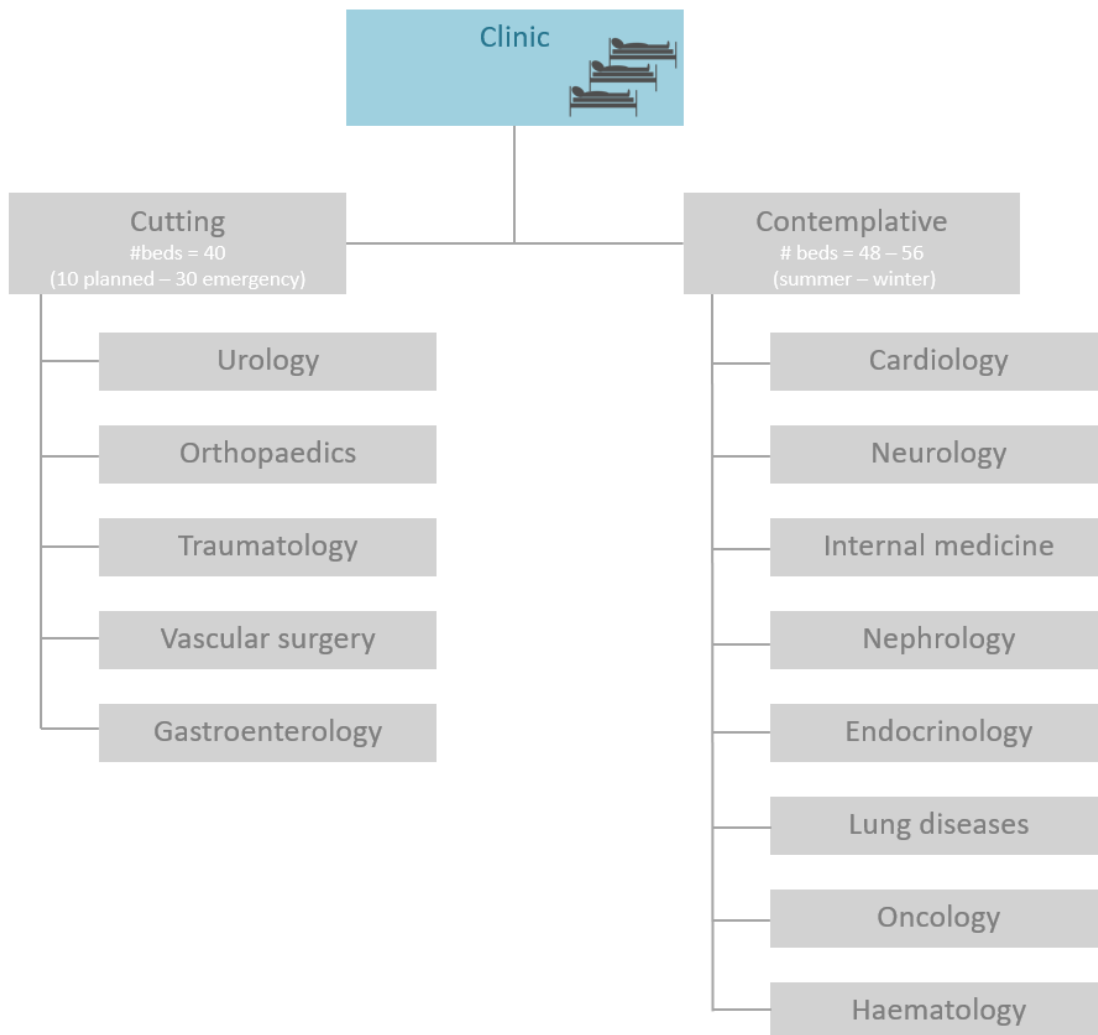 Clinic
Cutting
#beds = 40
(10 planned – 30 emergency)
Urology
Orthopaedics
Traumatology
Vascular surgery
Gastroenterology
Contemplative
# beds = 48 – 56
(summer – winter)
Cardiology
Neurology
Internal medicine
Nephrology
Endocrinology
Lung diseases
Oncology
Haematology